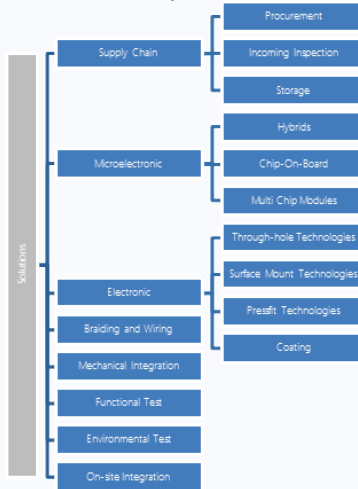 Solutions
Supply Chain
Procurement
Incoming Inspection
Storage
Microelectronic
Hybrids
Chip-On-Board
Multi Chip Modules
Electronic
Through-hole Technologies
Surface Mount Technologies
Pressfit Technologies
Coating
Braiding and Wiring
Mechanical Integration
Functional Test
Environmental Test
On-site Integration